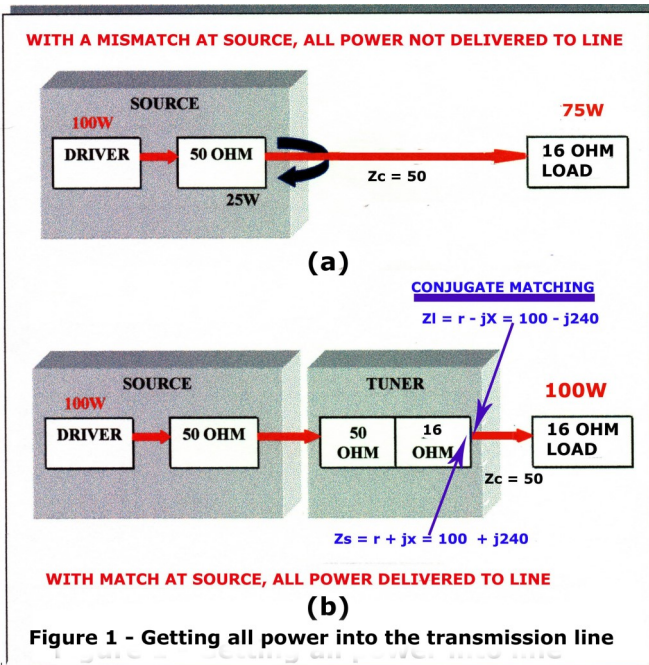 WITH A MISMATCH AT SOURCE, ALL POWER NOT DELIVERED TO LINE
SOURCE
100W
DRIVER
50 OHM
25W
Zc = 50
75W
16 OHM
LOAD
(a)
CONJUGATE MATCHING
Zl = r - jX = 100 - j240
SOURCE
100W
DRIVER
50 OHM
TUNER
50
OHM
16
OHM
100W
16 OHM
LOAD
Zc = 50
Zs = r + jx = 100 + j240
WITH MATCH AT SOURCE, ALL POWER DELIVERED TO LINE
(b)
Figure 1 - Getting all power into the transmission line